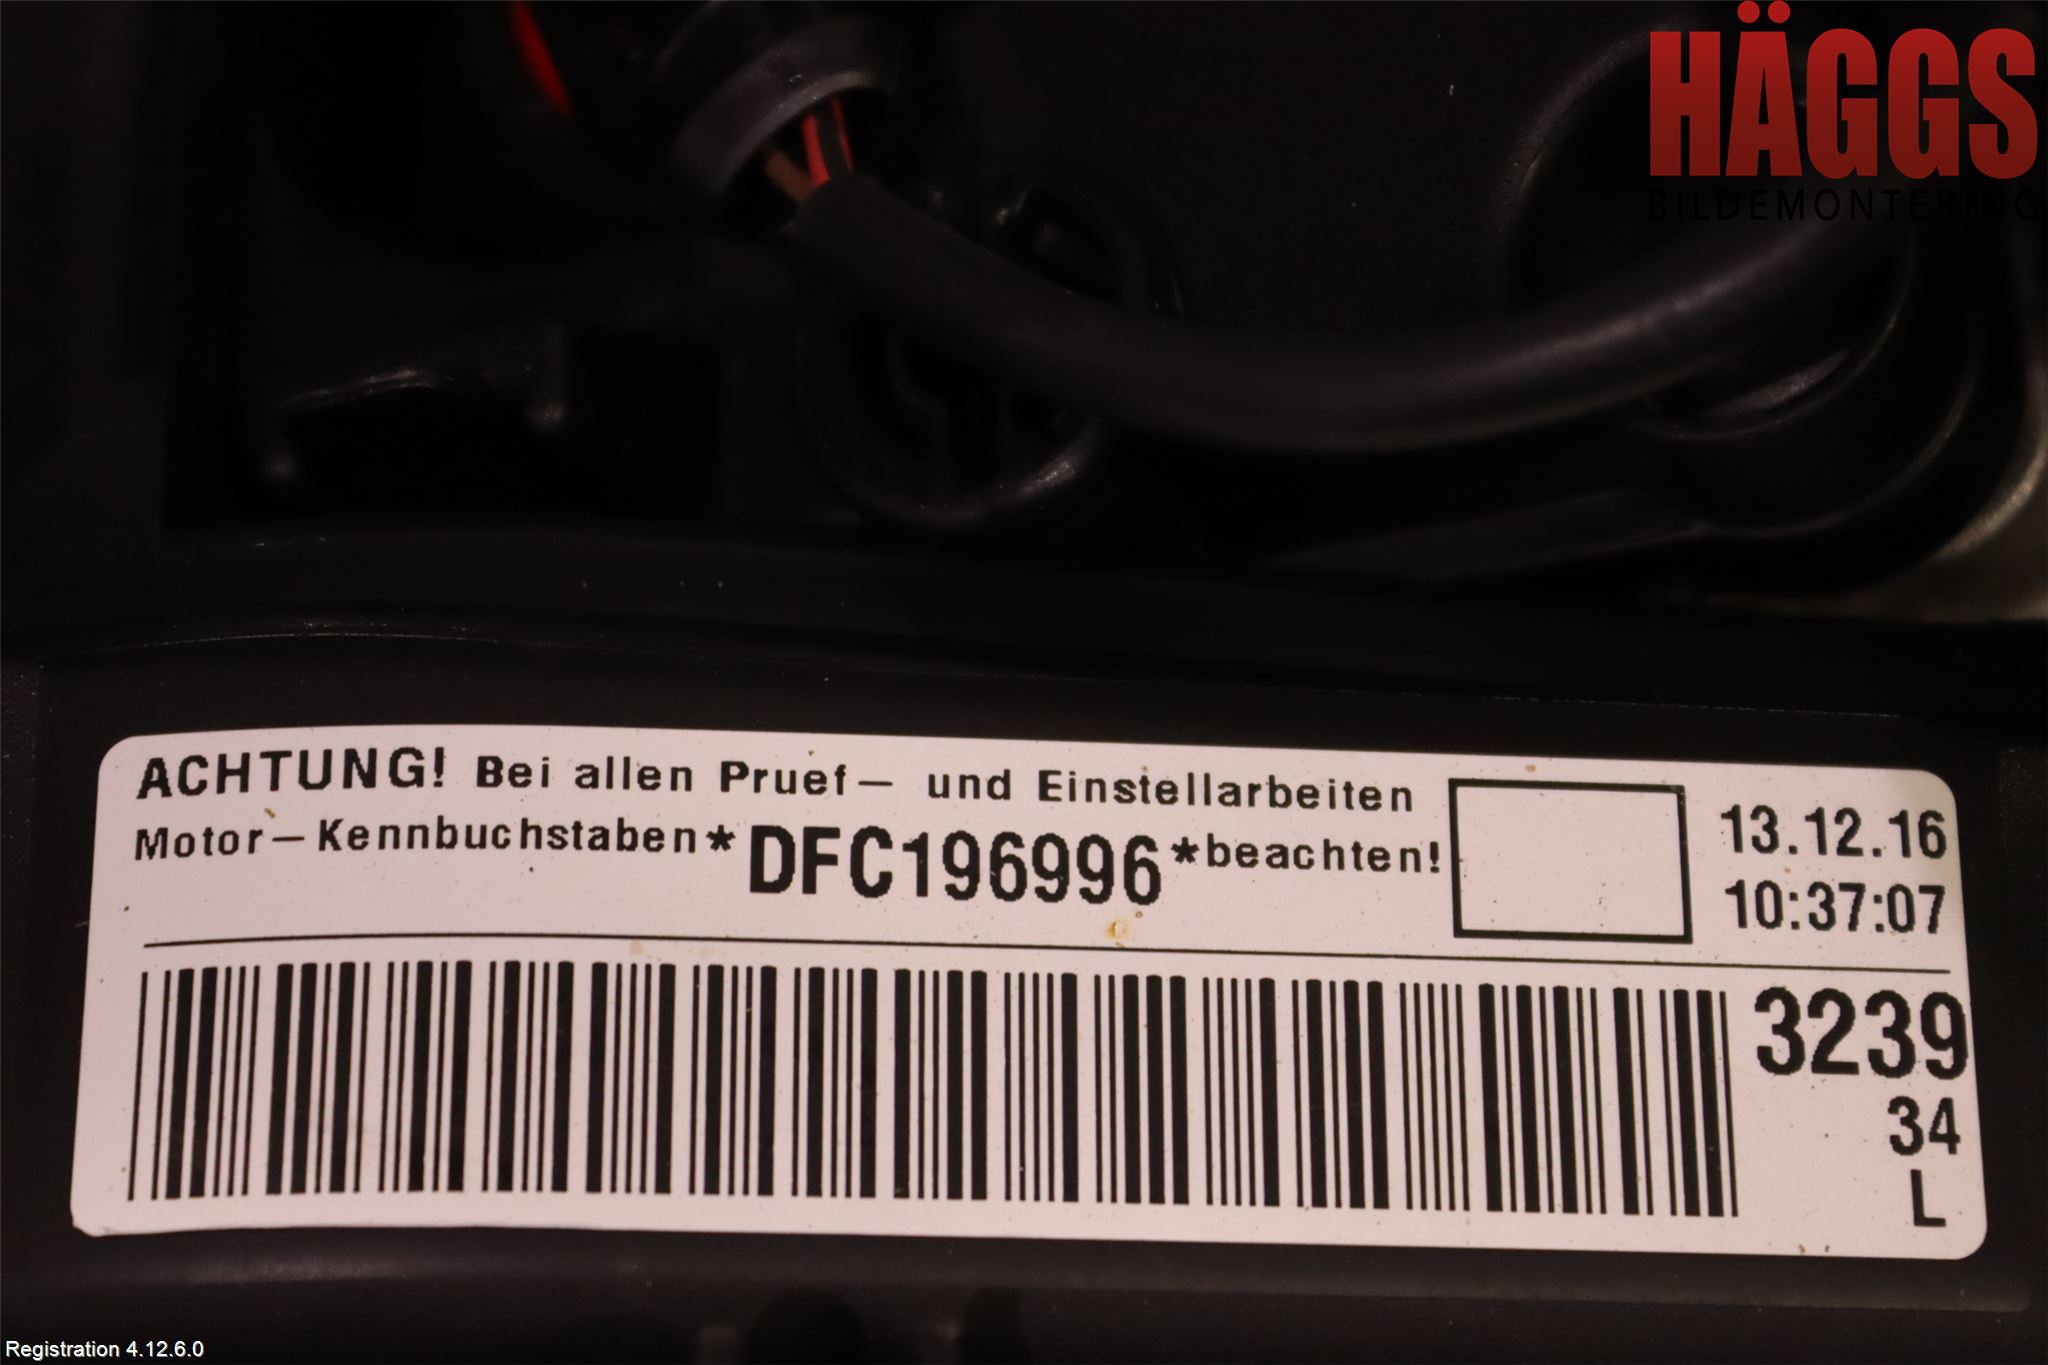 HÄGGS
BILDEMONTERING
ACHTUNG! Bei allen Pruef— und Einstellarbeiten
Motor—Kennbuchstaben*DFC196996*beachten!
13.12.16
10:37:07
3239
34
L
Registration 4.12.6.0